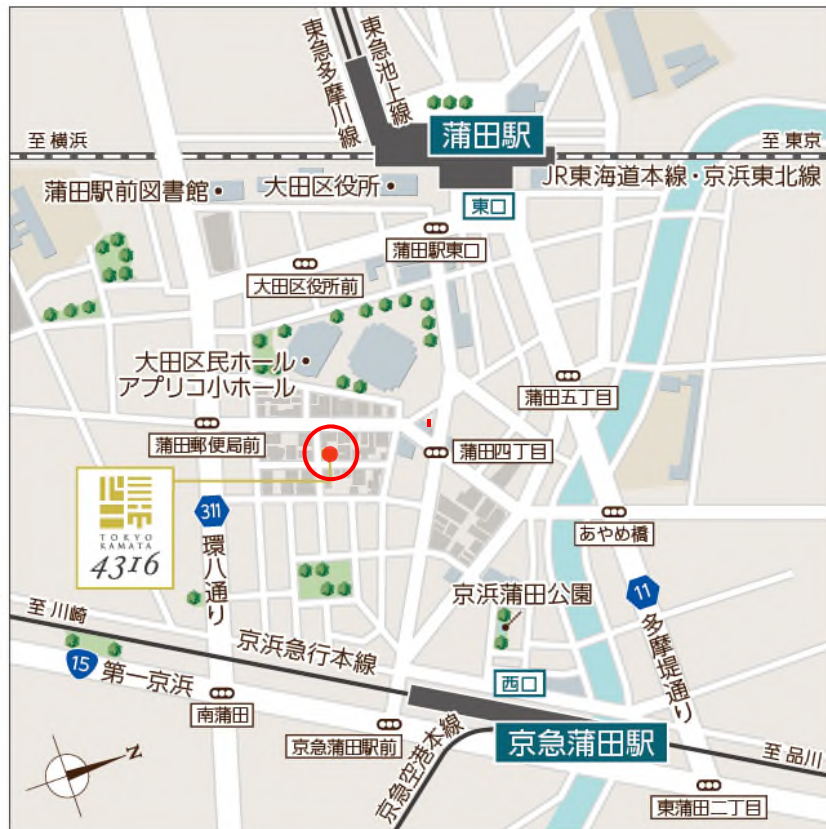 東急多摩川線
東急池上線
蒲田駅
至 横浜
至 東京
JR東海道本線・京浜東北線
蒲田駅前図書館
大田区役所
東口
蒲田駅東口
大田区役所前
大田区民ホール
アプリコ小ホール
蒲田五丁目
蒲田郵便局前
蒲田四丁目
TOKYO
KAMATA
4316
311
環八通り
あやめ橋
京浜蒲田公園
11
多摩堤通り
至 川崎
京浜急行本線
15
第一京浜
西口
南蒲田
京急蒲田駅前
京急蒲田駅
京急空港本線
至 品川
東蒲田二丁目
N